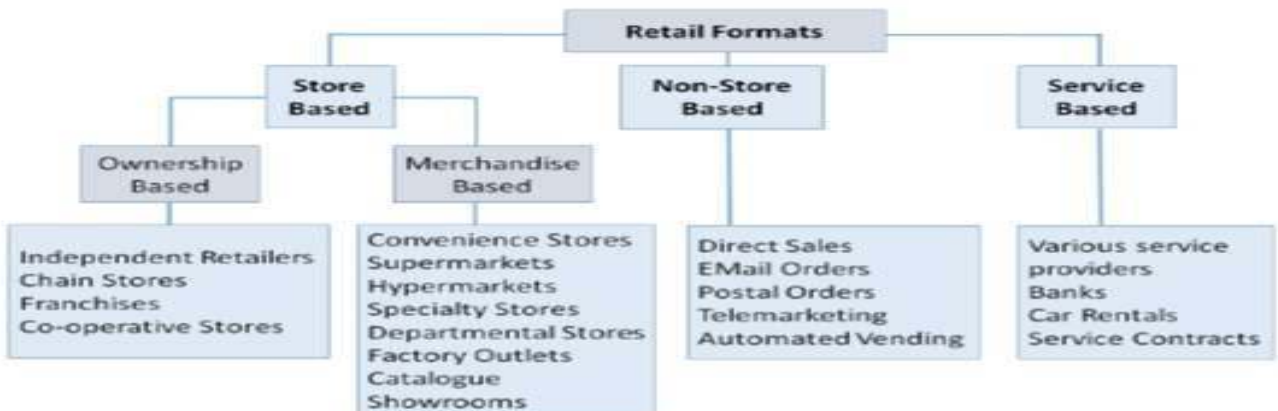 Retail Formats
Store
Based
Non-Store
Based
Service
Based
Ownership
Based
Merchandise
Based
Independent Retailers
Chain Stores
Franchises
Co-operative Stores
Convenience Stores
Supermarkets
Hypermarkets
Specialty Stores
Departmental Stores
Factory Outlets
Catalogue
Showrooms
Direct Sales
EMail Orders
Postal Orders
Telemarketing
Automated Vending
Various service
providers
Banks
Car Rentals
Service Contracts